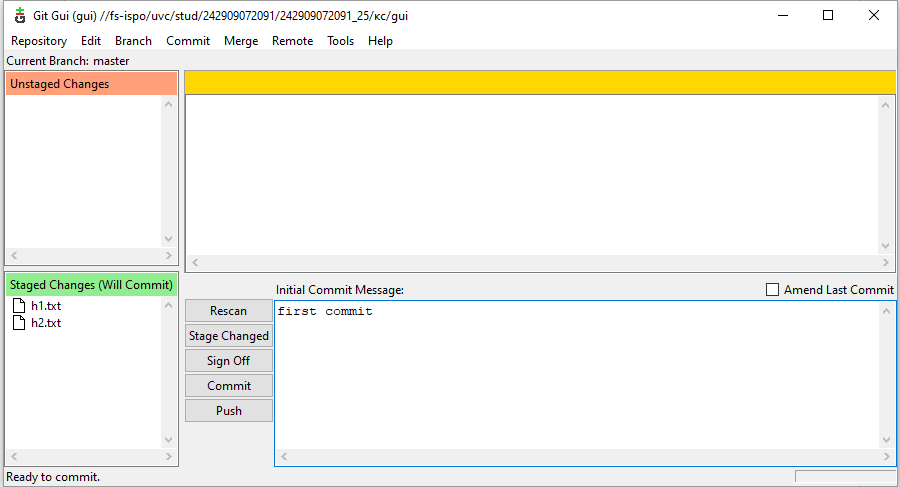 Git Gui (gui) //fs-ispo/uvc/stud/242909072091/242909072091_25/кс/gui
Repository Edit Branch Commit Merge Remote Tools Help
Current Branch: master
Unstaged Changes
Staged Changes (Will Commit)
h1.txt
h2.txt
Initial Commit Message:
Amend Last Commit
Rescan
Stage Changed
Sign Off
Commit
Push
first commit
Ready to commit.